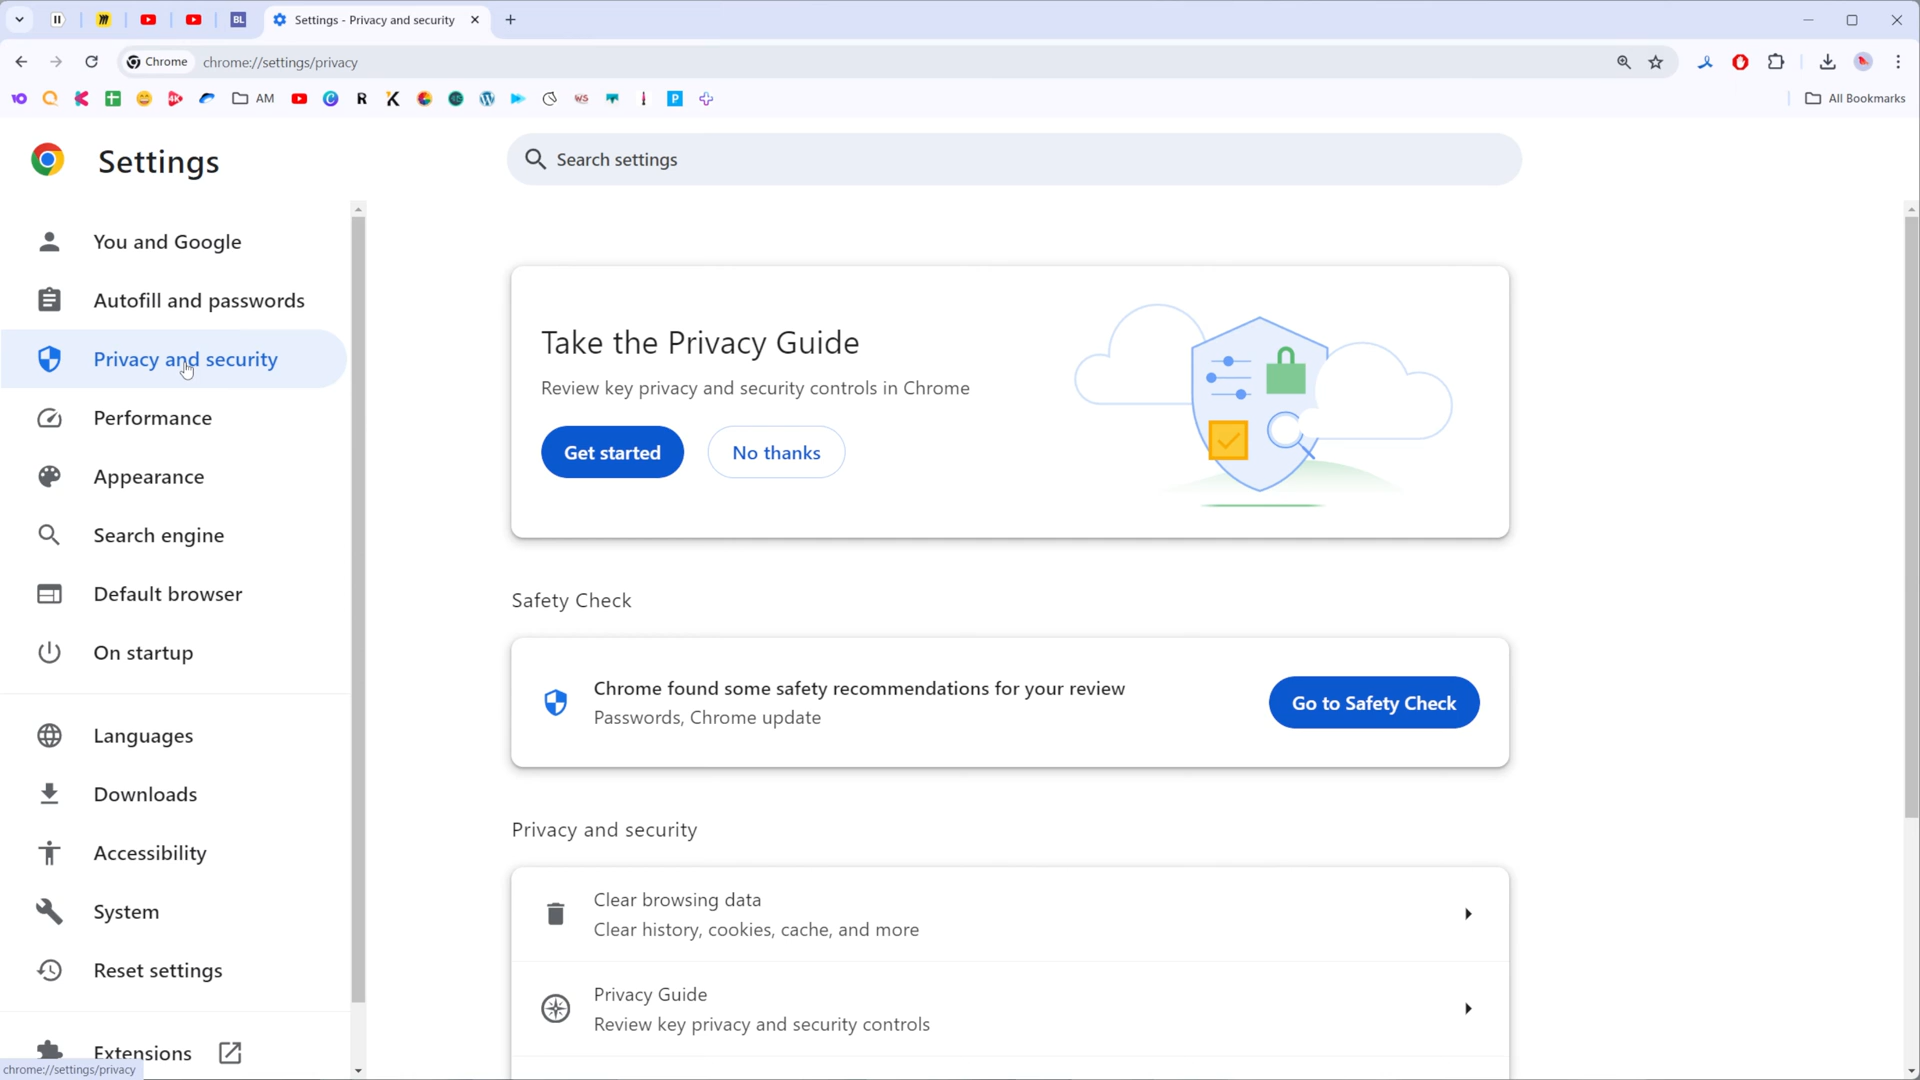 BL
Settings - Privacy and security
Chrome
chrome://settings/privacy
AM
R
WS
P
All Bookmarks
Settings
Search settings
You and Google
Autofill and passwords
Privacy and security
Performance
Appearance
Search engine
Default browser
On startup
Languages
Downloads
Accessibility
System
Reset settings
Extensions
chrome://settings/privacy
Take the Privacy Guide
Review key privacy and security controls in Chrome
Get started
No thanks
Safety Check
Chrome found some safety recommendations for your review
Passwords, Chrome update
Go to Safety Check
Privacy and security
Clear browsing data
Clear history, cookies, cache, and more
Privacy Guide
Review key privacy and security controls